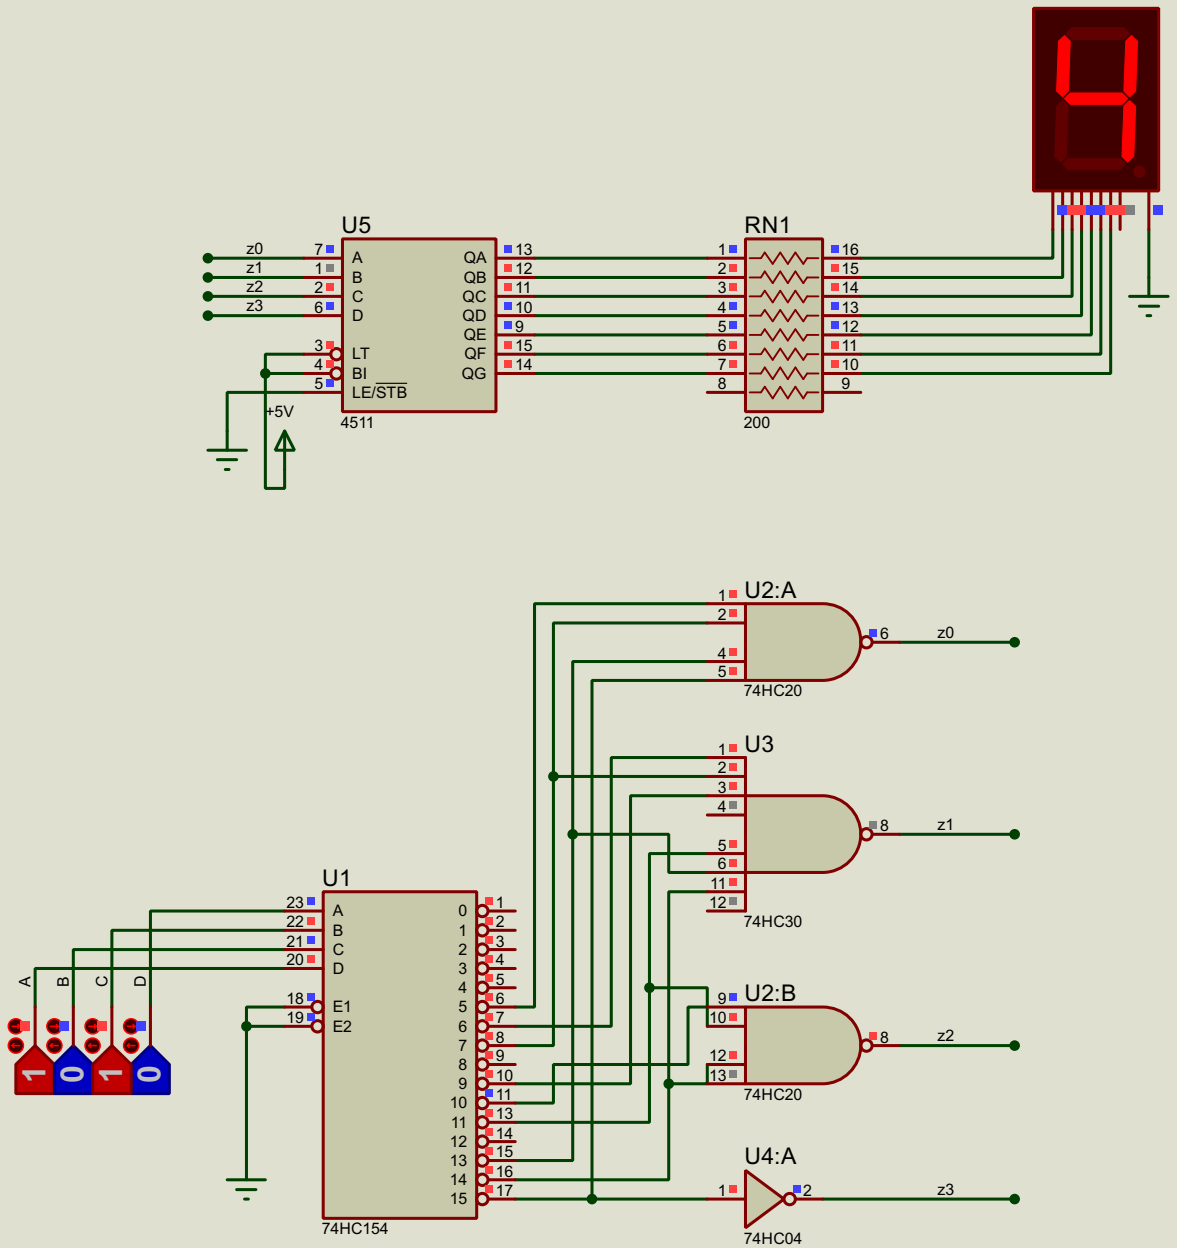 U5
RN1
z0 7 A QA 13 1 16
z1 1 B QB 12 2 15
z2 2 C QC 11 3 14
z3 6 D QD 10 4 13
QE 9 5 12
3 LT QF 15 6 11
4 BI QG 14 7 10
5 LE/STB 8 9
+5V
4511
200
U2:A
1
2
6 z0
4
5
74HC20
U3
1
2
3
4
8 z1
5
6
11
12
74HC30
U1
23 A 0 1
22 B 1 2
21 C 2 3
20 D 3 4
A B C D
4 5
18 E1 5 6
19 E2 6 7
7 8
8 9
9 10
10 11
11 13
12 14
13 15
14 16
15 17
74HC154
1 0 1 0
U2:B
9
10
8 z2
12
13
74HC20
U4:A
1 2 z3
74HC04